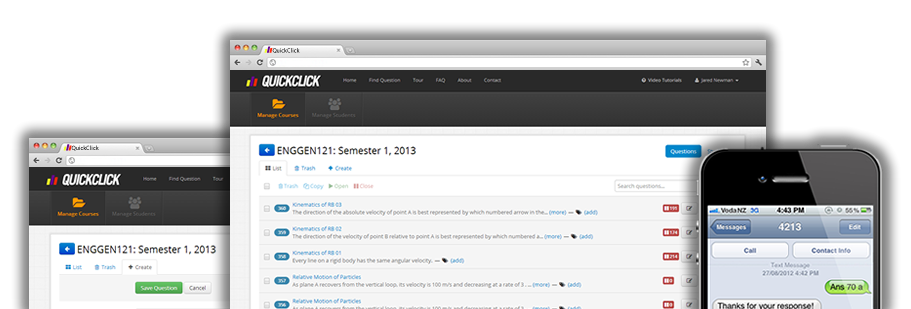 QuickClick
QUICKCLICK
Home Find Question Tour FAQ About Contact
Video Tutorials Jared Newman
Manage Courses Manage Students
ENGGEN121: Semester 1, 2013
Questions
List Trash Create
Trash Copy Open Close
Search questions...
360 Kinematics of RB 03
The direction of the absolute velocity of point A is best represented by which numbered arrow in the... (more) — (add)
191
359 Kinematics of RB 02
The direction of the velocity of point B relative to point A is best represented by which numbered a... (more) — (add)
174
358 Kinematics of RB 01
Every line on a rigid body has the same angular velocity. — (add)
214
357 Relative Motion of Particles
As plane A recovers from the vertical loop, its velocity is 100 m/s and decreasing at a rate of 3 ... (more) — (add)
0
356 Relative Motion of Particles
As plane A recovers from the vertical loop, its velocity is 100 m/s and decreasing at a rate of 3 ... (more) — (add)
0
QuickClick
QUICKCLICK
Home Find Question Tour
Manage Courses Manage Students
ENGGEN121: Semester 1, 2013
List Trash Create
Save Question Cancel
VodaNZ 3G 4:43 PM 55%
Messages 4213 Edit
Call Contact Info
Text Message
27/08/2012 4:42 PM
Ans 70 a
Thanks for your response!